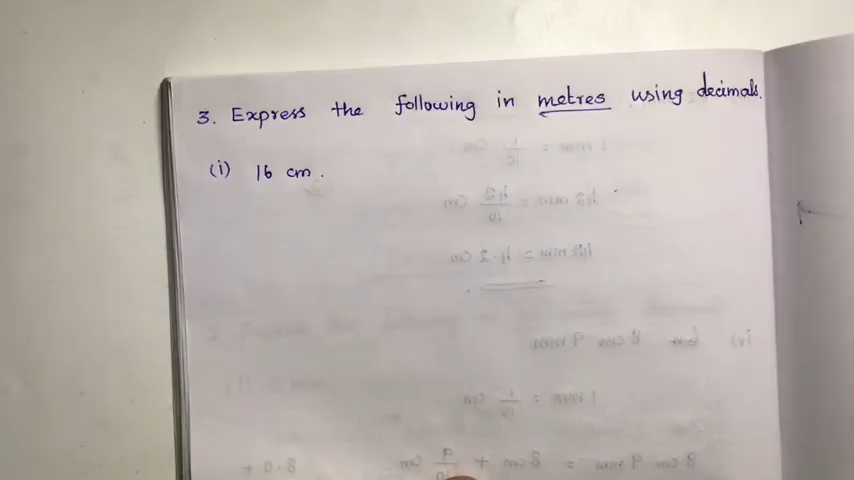 3. Express the following in metres using decimals.
(i) 16 cm.